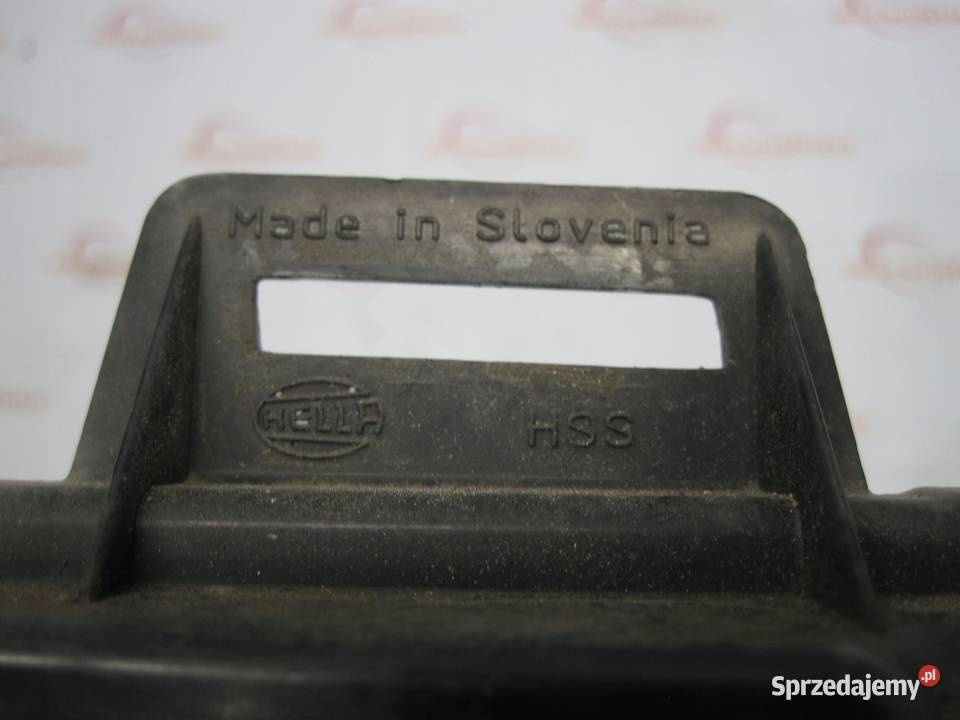 Made in Slovenia
HELLA
HSS
Sprzedajemy.pl